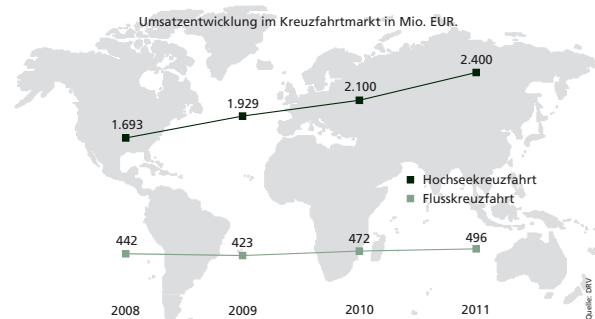 Umsatzentwicklung im Kreuzfahrtmarkt in Mio. EUR.
2.400
2.100
1.929
1.693
Hochseekreuzfahrt
Flusskreuzfahrt
442 423 472 496
2008 2009 2010 2011
Quelle: DRV